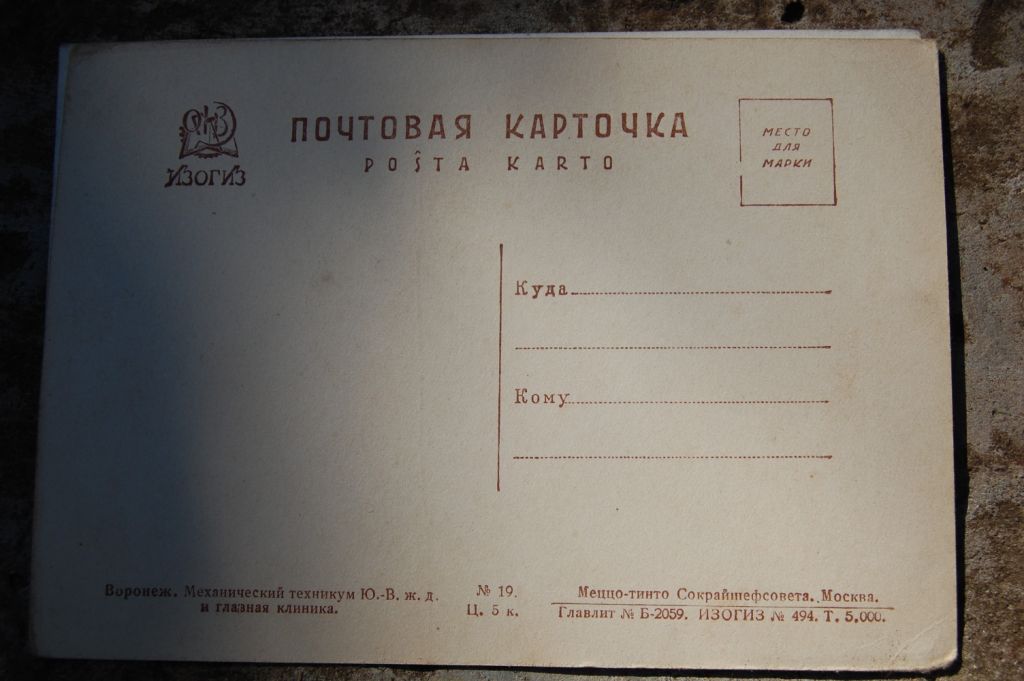 ИЗОГИЗ
ПОЧТОВАЯ КАРТОЧКА
POŜTA KARTO
МЕСТО
ДЛЯ
МАРКИ
Куда
Кому
Воронеж. Механический техникум Ю.-В. ж. д.
и главная клиника.
№ 19.
Ц. 5 к.
Меццо-тинто Сокрайшефсовета. Москва.
Главлит № Б-2059. ИЗОГИЗ № 494. Т. 5.000.